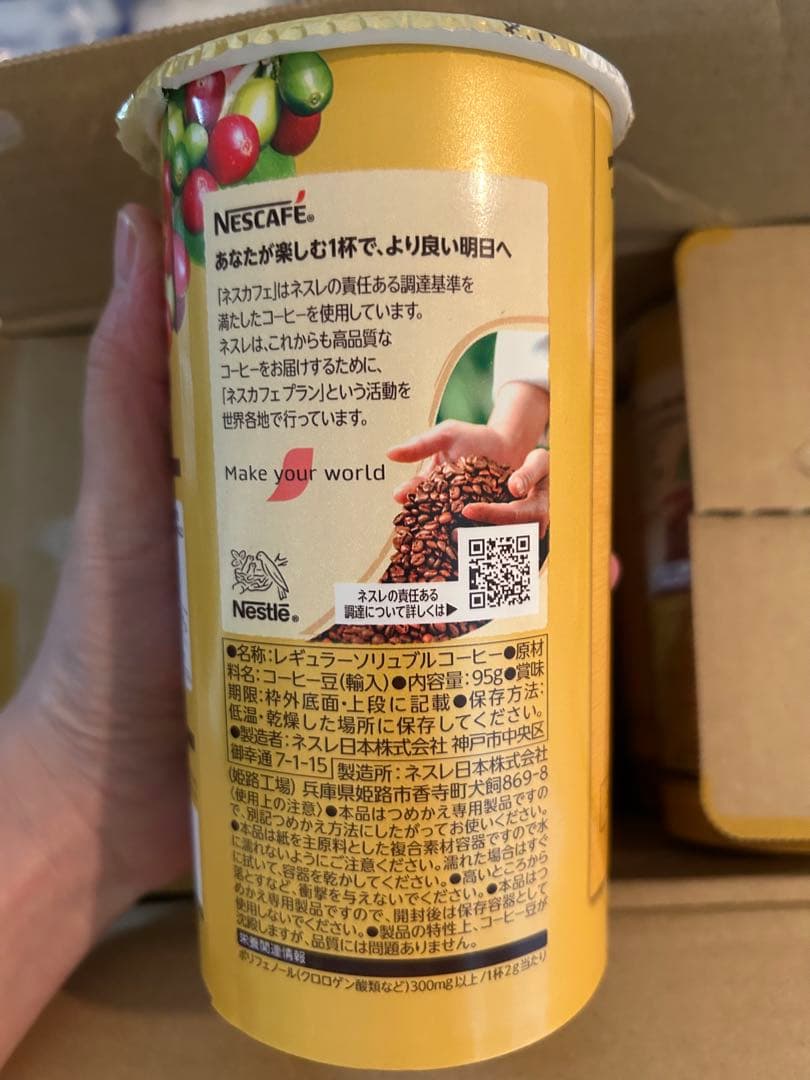 NESCAFÉ®
あなたが楽しむ1杯で、より良い明日へ
「ネスカフェ」はネスレの責任ある調達基準を
満たしたコーヒーを使用しています。
ネスレは、これからも高品質な
コーヒーをお届けするために、
「ネスカフェ プラン」という活動を
世界各地で行っています。
Make your world
Nestlé®
ネスレの責任ある
調達について詳しくは▶
●名称:レギュラーソリュブルコーヒー●原材
料名:コーヒー豆(輸入)●内容量:95g●賞味
期限:枠外底面・上段に記載●保存方法:
低温・乾燥した場所に保存してください。
●製造者:ネスレ日本株式会社 神戸市中央区
御幸通7-1-15 製造所:ネスレ日本株式会社
(姫路工場) 兵庫県姫路市香寺町犬飼869-8
〈使用上の注意〉●本品はつめかえ専用製品ですの
で、別記つめかえ方法にしたがってお使いください。
●本品は紙を主原料とした複合素材容器ですので水
に濡れないようにご注意ください。濡れた場合はすぐ
に拭いて、容器を乾かしてください。●高いところから
落とすなど、衝撃を与えないでください。●本品はつ
めかえ専用製品ですので、開封後は保存容器として
使用しないでください。●製品の特性上、コーヒー豆が
沈殿しますが、品質には問題ありません。
栄養関連情報
ポリフェノール(クロロゲン酸類など)300mg以上/1杯2g当たり